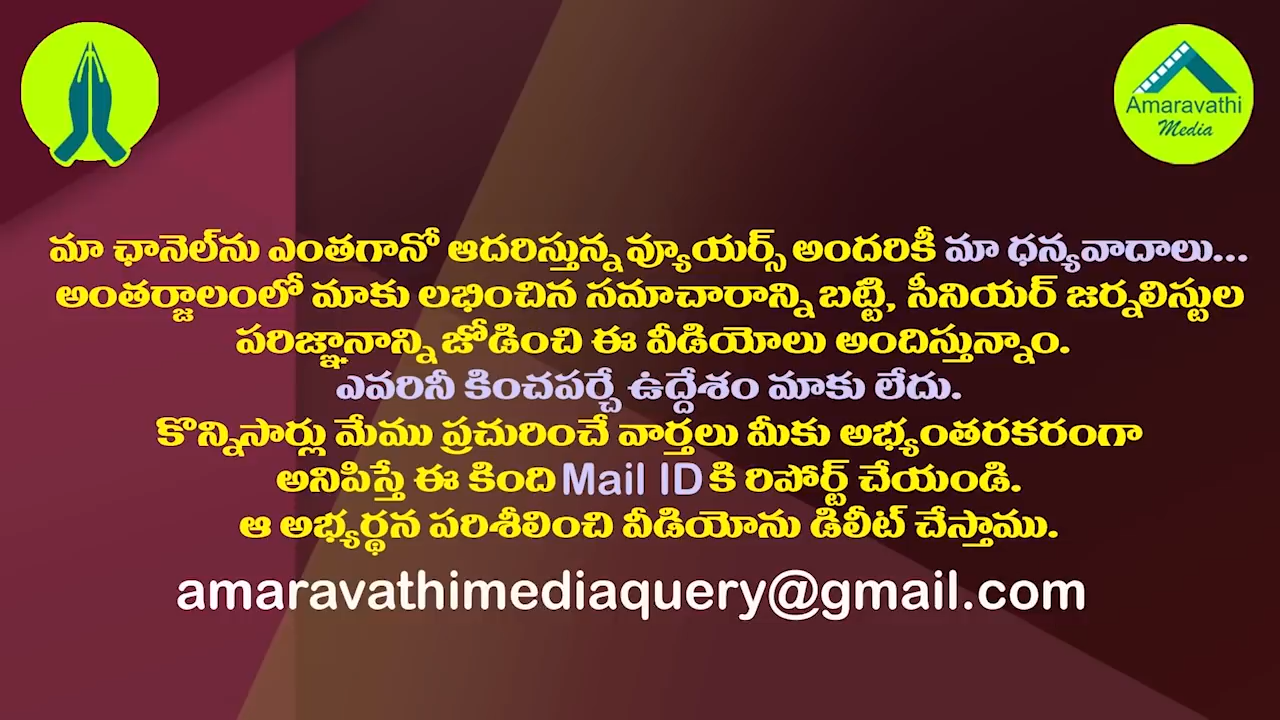 Amaravathi
Media
మా ఛానెల్‌ను ఎంతగానో ఆదరిస్తున్న వ్యూయర్స్ అందరికీ మా ధన్యవాదాలు...
అంతర్జాలంలో మాకు లభించిన సమాచారాన్ని బట్టి, సీనియర్ జర్నలిస్టుల
పరిజ్ఞానాన్ని జోడించి ఈ వీడియోలు అందిస్తున్నాం.
ఎవరినీ కించపర్చే ఉద్దేశం మాకు లేదు.
కొన్నిసార్లు మేము ప్రచురించే వార్తలు మీకు అభ్యంతరకరంగా
అనిపిస్తే ఈ కింది Mail ID కి రిపోర్ట్ చేయండి.
ఆ అభ్యర్థన పరిశీలించి వీడియోను డిలీట్ చేస్తాము.
amaravathimediaquery@gmail.com